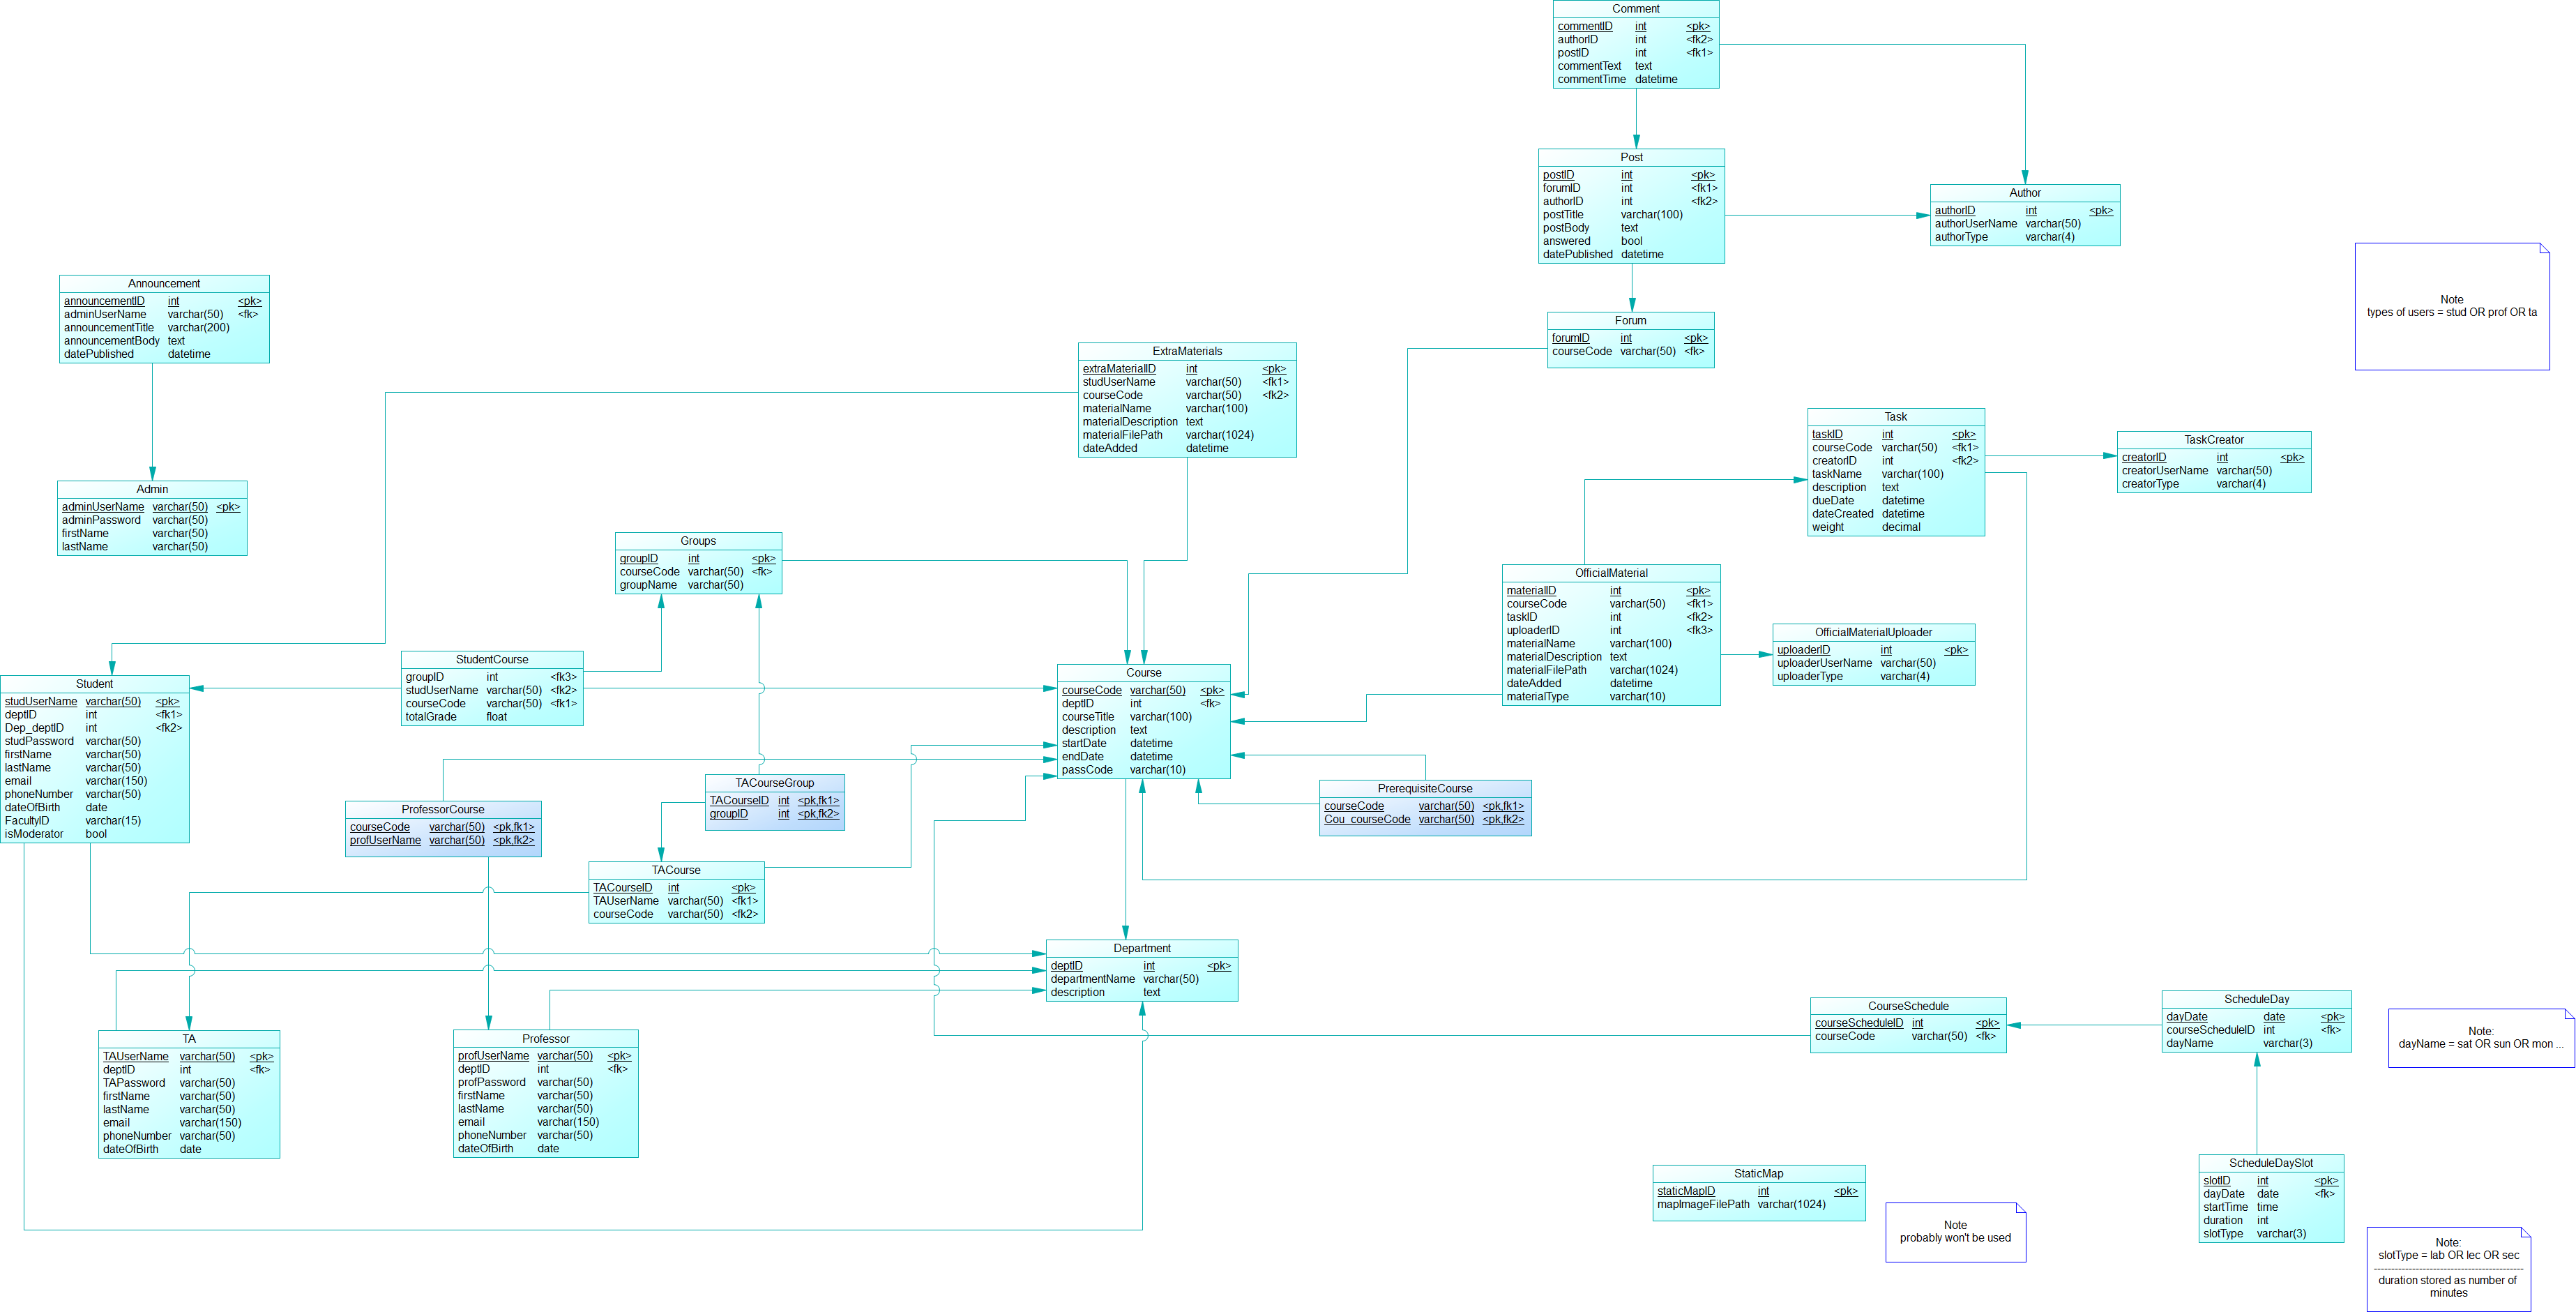 Comment
commentID int <pk>
authorID int <fk2>
postID int <fk1>
commentText text
commentTime datetime
Post
postID int <pk>
forumID int <fk1>
authorID int <fk2>
postTitle varchar(100)
postBody text
answered bool
datePublished datetime
Author
authorID int <pk>
authorUserName varchar(50)
authorType varchar(4)
Note
types of users = stud OR prof OR ta
Announcement
announcementID int <pk>
adminUserName varchar(50) <fk>
announcementTitle varchar(200)
announcementBody text
datePublished datetime
Forum
forumID int <pk>
courseCode varchar(50) <fk>
ExtraMaterials
extraMaterialID int <pk>
studUserName varchar(50) <fk1>
courseCode varchar(50) <fk2>
materialName varchar(100)
materialDescription text
materialFilePath varchar(1024)
dateAdded datetime
Task
taskID int <pk>
courseCode varchar(50) <fk1>
creatorID int <fk2>
taskName varchar(100)
description text
dueDate datetime
dateCreated datetime
weight decimal
TaskCreator
creatorID int <pk>
creatorUserName varchar(50)
creatorType varchar(4)
Admin
adminUserName varchar(50) <pk>
adminPassword varchar(50)
firstName varchar(50)
lastName varchar(50)
Groups
groupID int <pk>
courseCode varchar(50) <fk>
groupName varchar(50)
OfficialMaterial
materialID int <pk>
courseCode varchar(50) <fk1>
taskID int <fk2>
uploaderID int <fk3>
materialName varchar(100)
materialDescription text
materialFilePath varchar(1024)
dateAdded datetime
materialType varchar(10)
OfficialMaterialUploader
uploaderID int <pk>
uploaderUserName varchar(50)
uploaderType varchar(4)
StudentCourse
groupID int <fk3>
studUserName varchar(50) <fk2>
courseCode varchar(50) <fk1>
totalGrade float
Course
courseCode varchar(50) <pk>
deptID int <fk>
courseTitle varchar(100)
description text
startDate datetime
endDate datetime
passCode varchar(10)
Student
studUserName varchar(50) <pk>
deptID int <fk1>
Dep_deptID int <fk2>
studPassword varchar(50)
firstName varchar(50)
lastName varchar(50)
email varchar(150)
phoneNumber varchar(50)
dateOfBirth date
FacultyID varchar(15)
isModerator bool
TACourseGroup
TACourseID int <pk,fk1>
groupID int <pk,fk2>
PrerequisiteCourse
courseCode varchar(50) <pk,fk1>
Cou_courseCode varchar(50) <pk,fk2>
ProfessorCourse
courseCode varchar(50) <pk,fk1>
profUserName varchar(50) <pk,fk2>
TACourse
TACourseID int <pk>
TAUserName varchar(50) <fk1>
courseCode varchar(50) <fk2>
Department
deptID int <pk>
departmentName varchar(50)
description text
TA
TAUserName varchar(50) <pk>
deptID int <fk>
TAPassword varchar(50)
firstName varchar(50)
lastName varchar(50)
email varchar(150)
phoneNumber varchar(50)
dateOfBirth date
Professor
profUserName varchar(50) <pk>
deptID int <fk>
profPassword varchar(50)
firstName varchar(50)
lastName varchar(50)
email varchar(150)
phoneNumber varchar(50)
dateOfBirth date
CourseSchedule
courseScheduleID int <pk>
courseCode varchar(50) <fk>
ScheduleDay
dayDate date <pk>
courseScheduleID int <fk>
dayName varchar(3)
Note:
dayName = sat OR sun OR mon ...
StaticMap
staticMapID int <pk>
mapImageFilePath varchar(1024)
Note
probably won't be used
ScheduleDaySlot
slotID int <pk>
dayDate date <fk>
startTime time
duration int
slotType varchar(3)
Note:
slotType = lab OR lec OR sec
-------------------------------------------
duration stored as number of
minutes